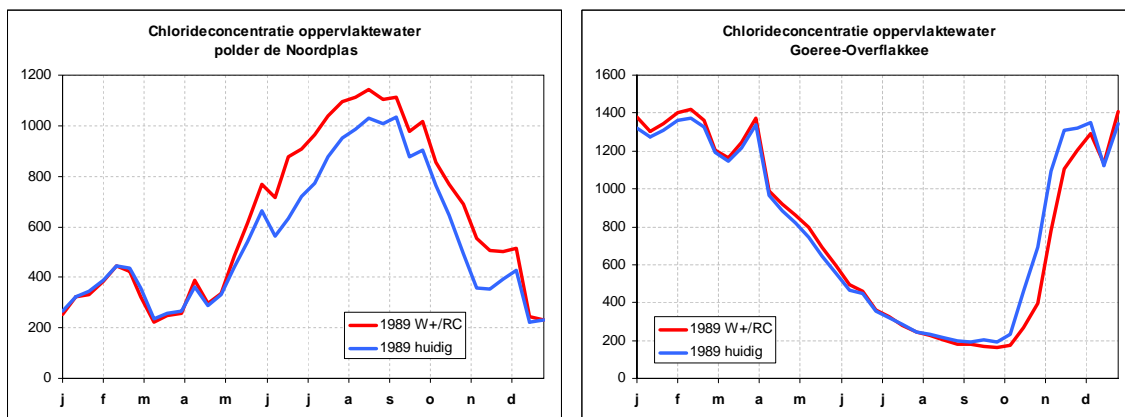 Chlorideconcentratie oppervlaktewater
polder de Noordplas
1200
1000
800
600
400
200
0
j f m a m j j a s o n d
1989 W+/RC
1989 huidig
Chlorideconcentratie oppervlaktewater
Goeree-Overflakkee
1600
1400
1200
1000
800
600
400
200
0
j f m a m j j a s o n d
1989 W+/RC
1989 huidig